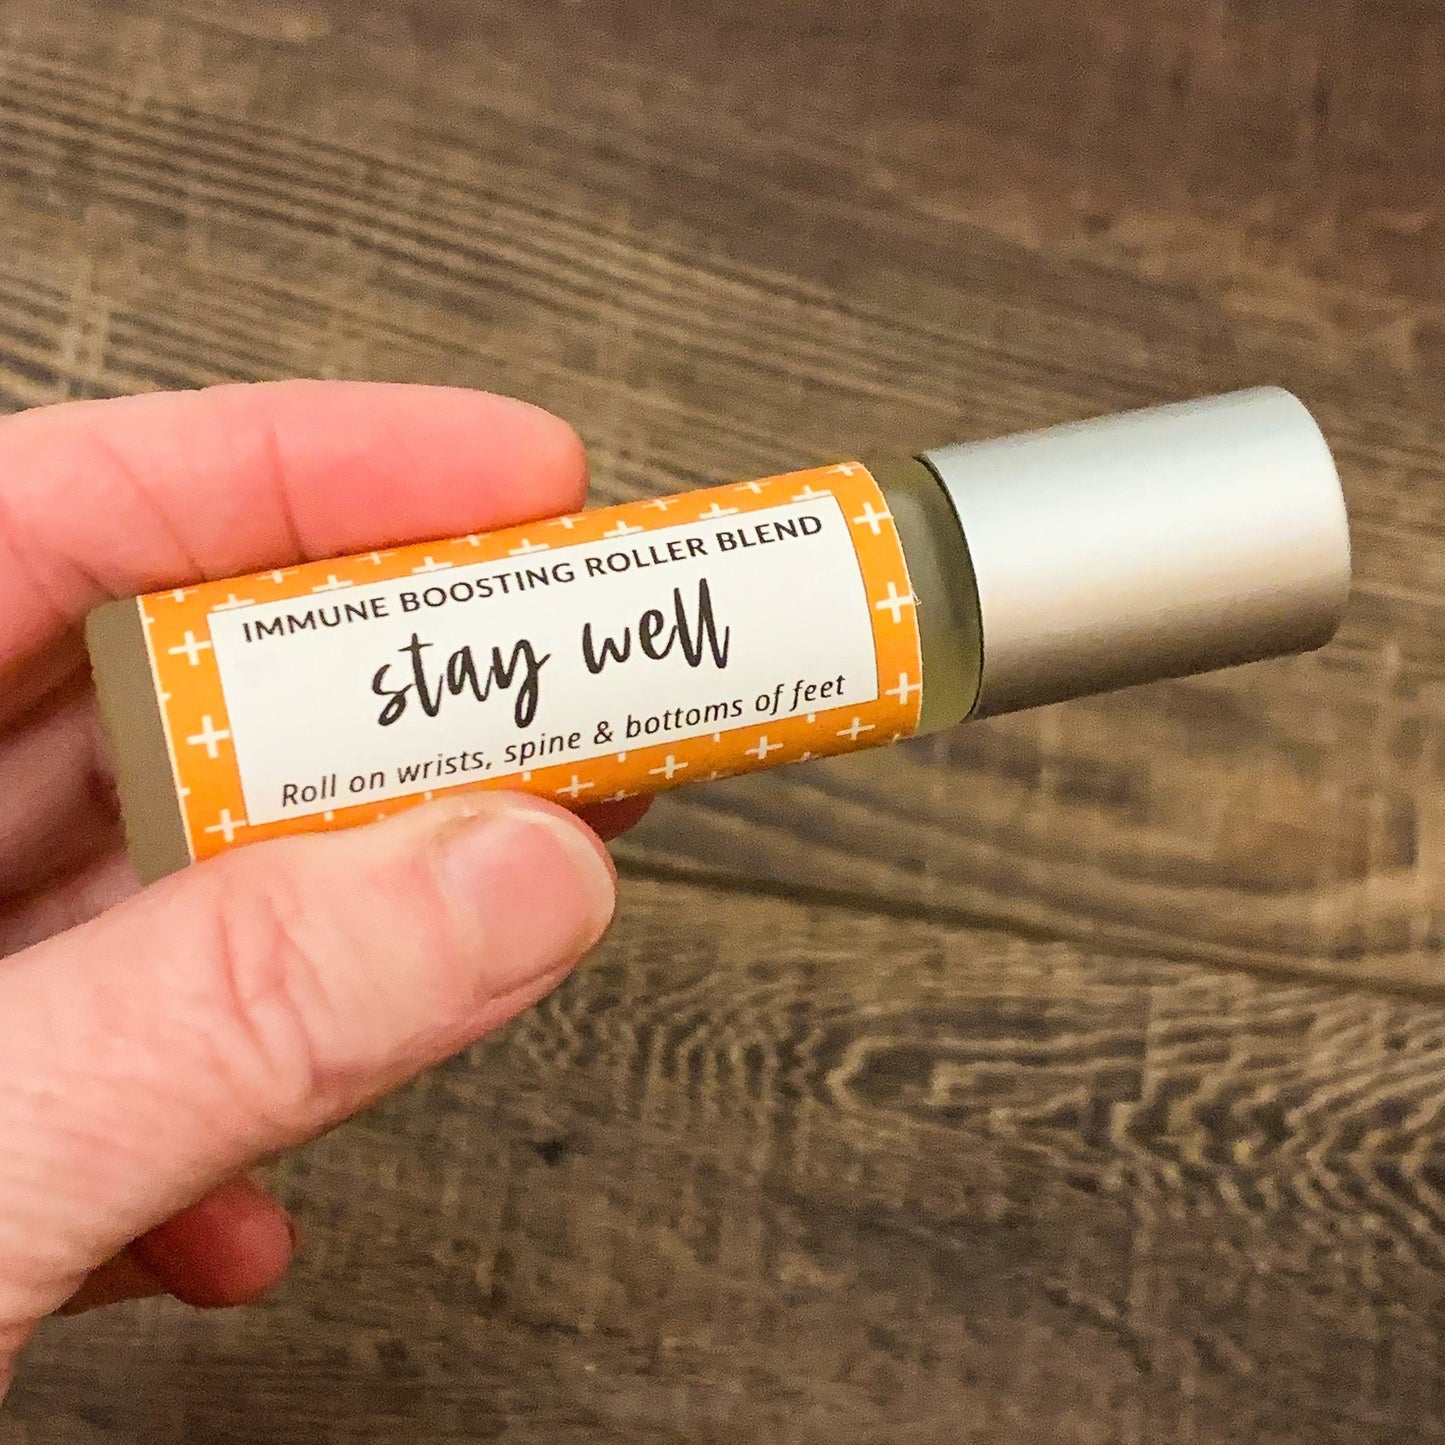 IMMUNE BOOSTING ROLLER BLEND
stay well
Roll on wrists, spine & bottoms of feet